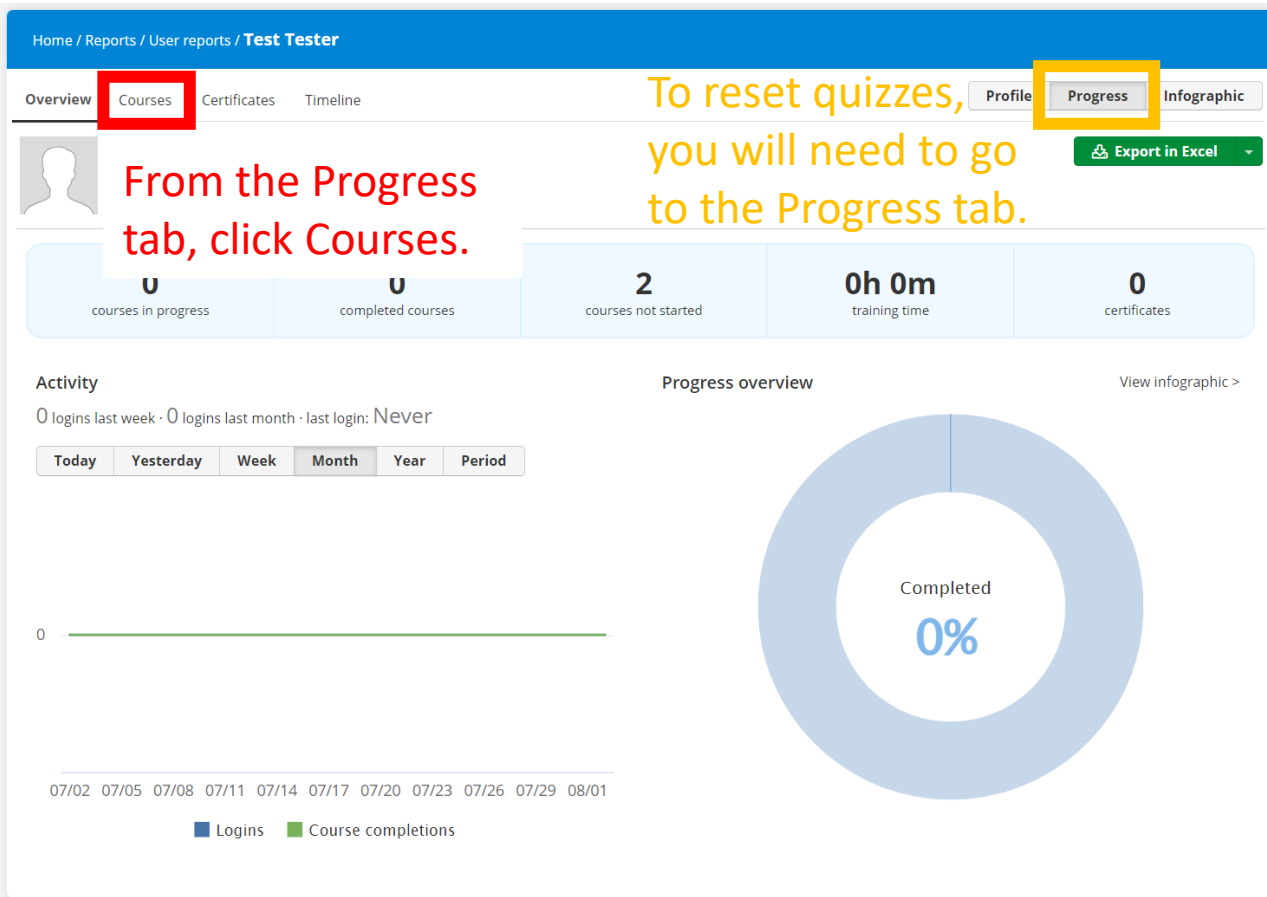 Home / Reports / User reports / Test Tester
Overview Courses Certificates Timeline
To reset quizzes,
you will need to go
to the Progress tab.
Profile Progress Infographic
Export in Excel
From the Progress
tab, click Courses.
0 courses in progress
0 completed courses
2 courses not started
0h 0m training time
0 certificates
Activity
0 logins last week · 0 logins last month · last login: Never
Today Yesterday Week Month Year Period
0
07/02 07/05 07/08 07/11 07/14 07/17 07/20 07/23 07/26 07/29 08/01
Logins Course completions
Progress overview
View infographic >
Completed
0%